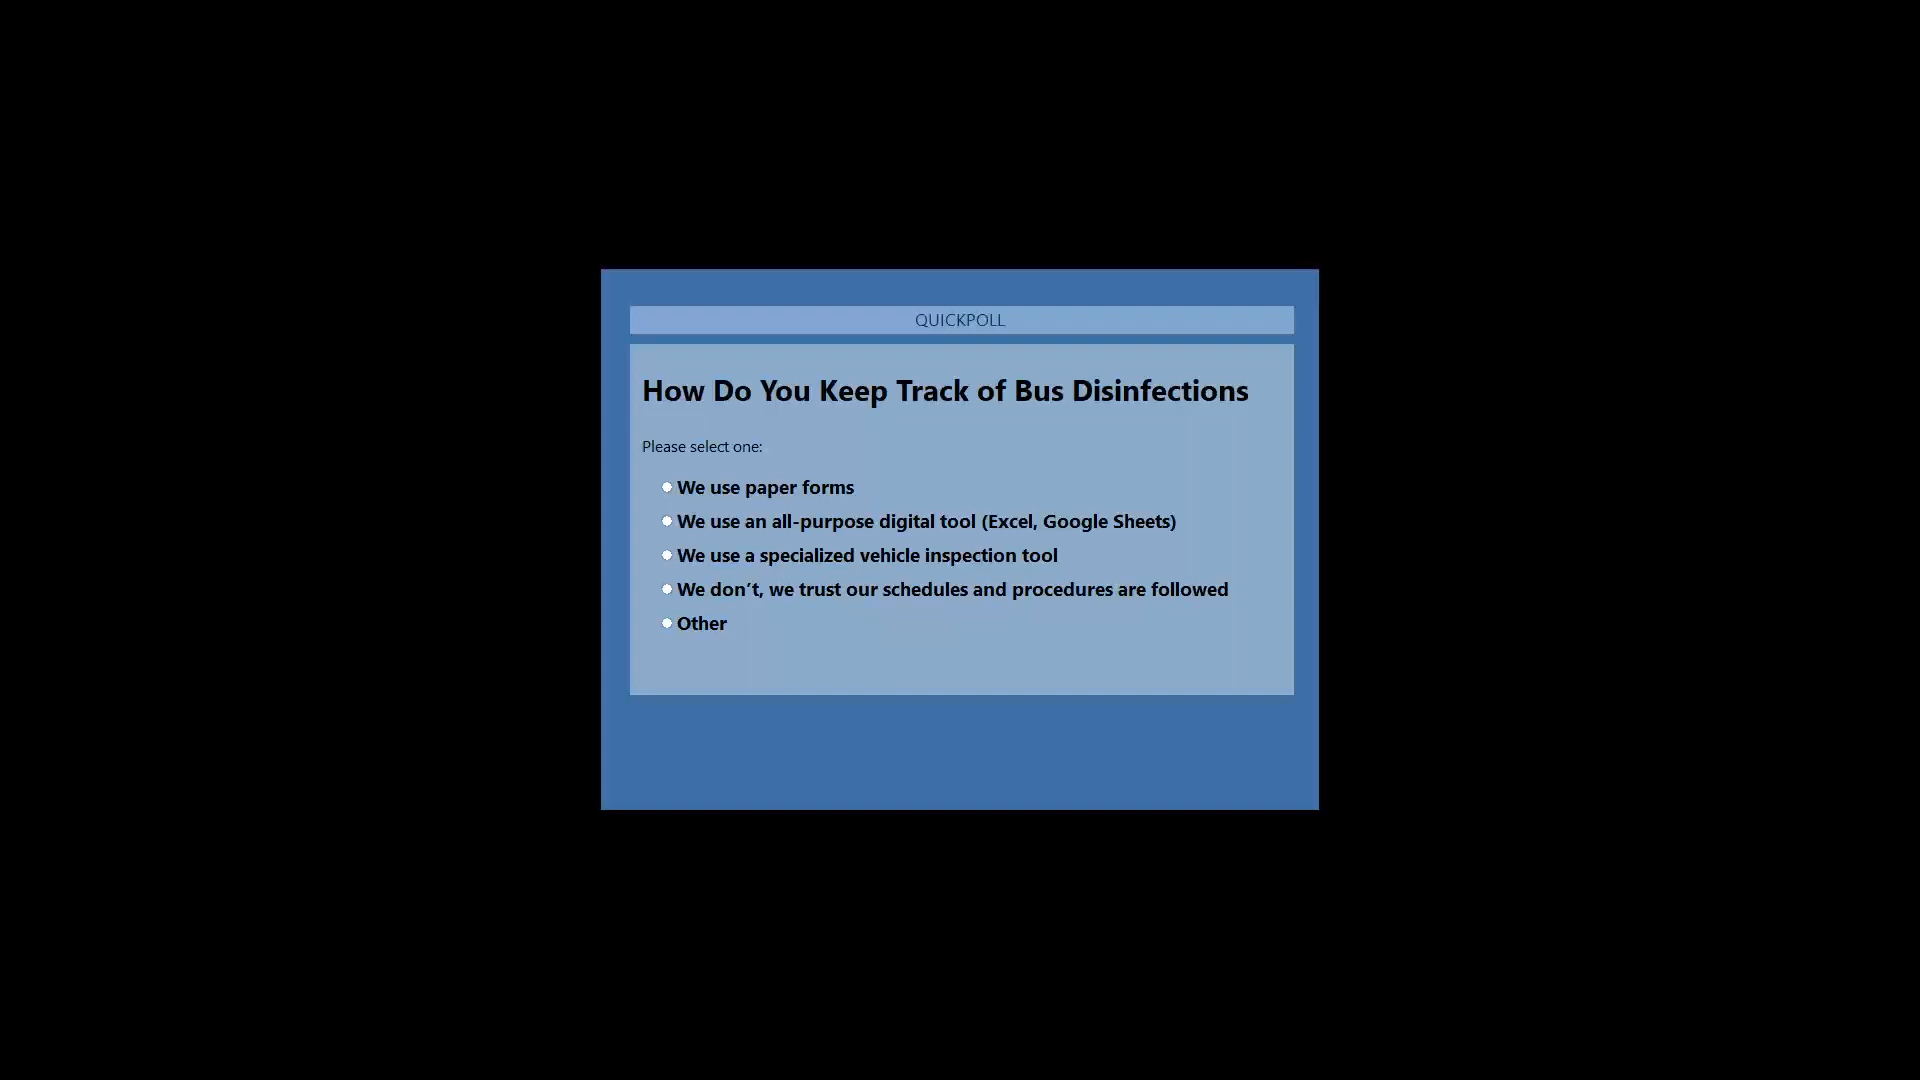 QUICKPOLL
How Do You Keep Track of Bus Disinfections
Please select one:
We use paper forms
We use an all-purpose digital tool (Excel, Google Sheets)
We use a specialized vehicle inspection tool
We don’t, we trust our schedules and procedures are followed
Other